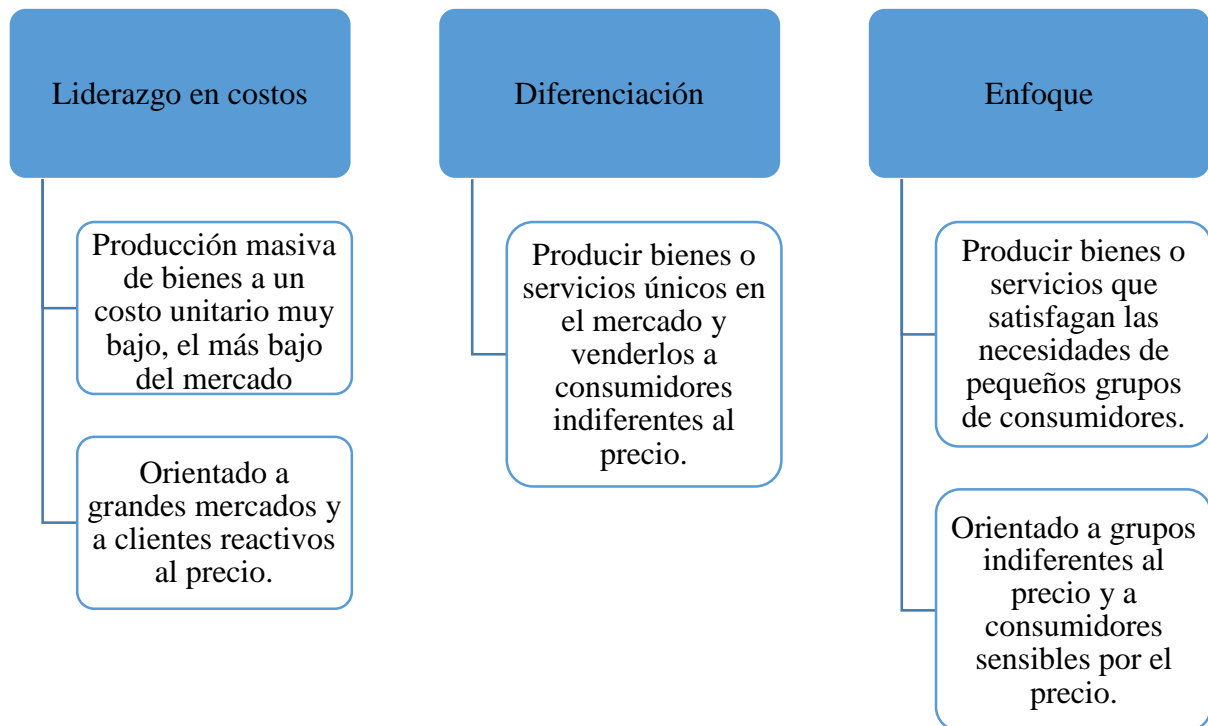 Liderazgo en costos
Producción masiva
de bienes a un
costo unitario muy
bajo, el más bajo
del mercado
Orientado a
grandes mercados y
a clientes reactivos
al precio.
Diferenciación
Producir bienes o
servicios únicos en
el mercado y
venderlos a
consumidores
indiferentes al
precio.
Enfoque
Producir bienes o
servicios que
satisfagan las
necesidades de
pequeños grupos
de consumidores.
Orientado a grupos
indiferentes al
precio y a
consumidores
sensibles por el
precio.